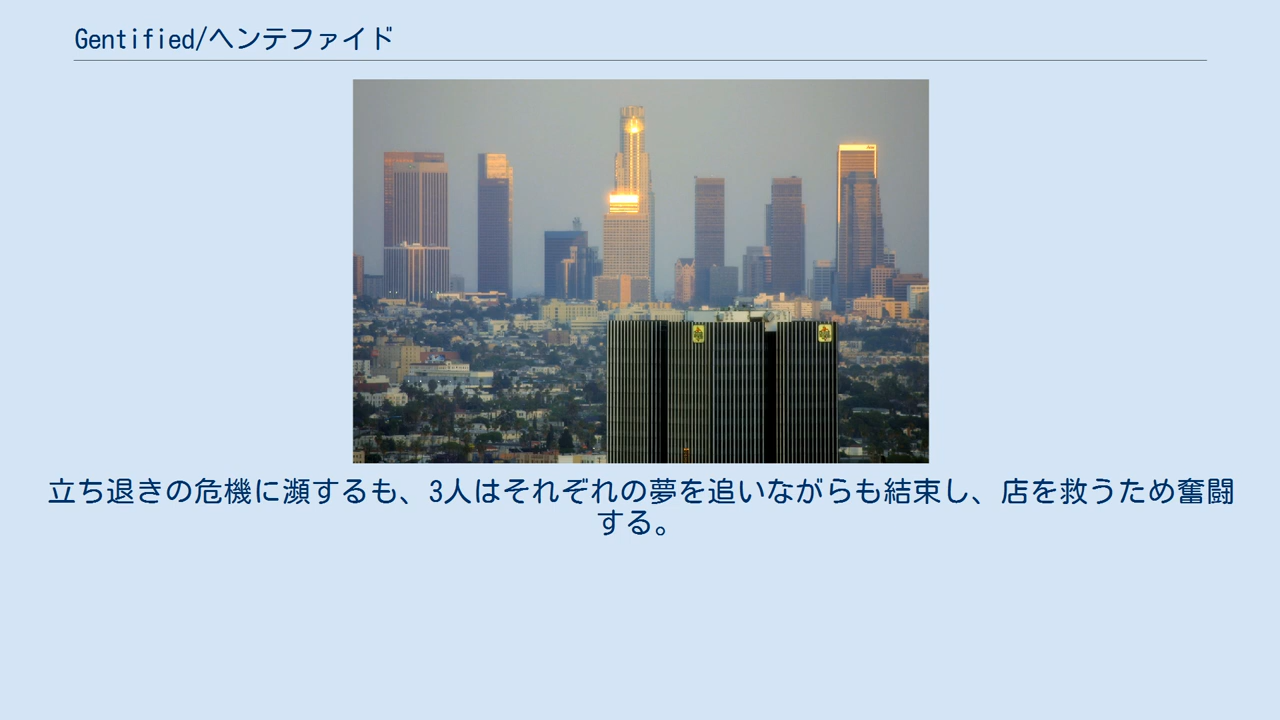 Gentified/ヘンテファイド
立ち退きの危機に瀕するも、3人はそれぞれの夢を追いながらも結束し、店を救うため奮闘
する。